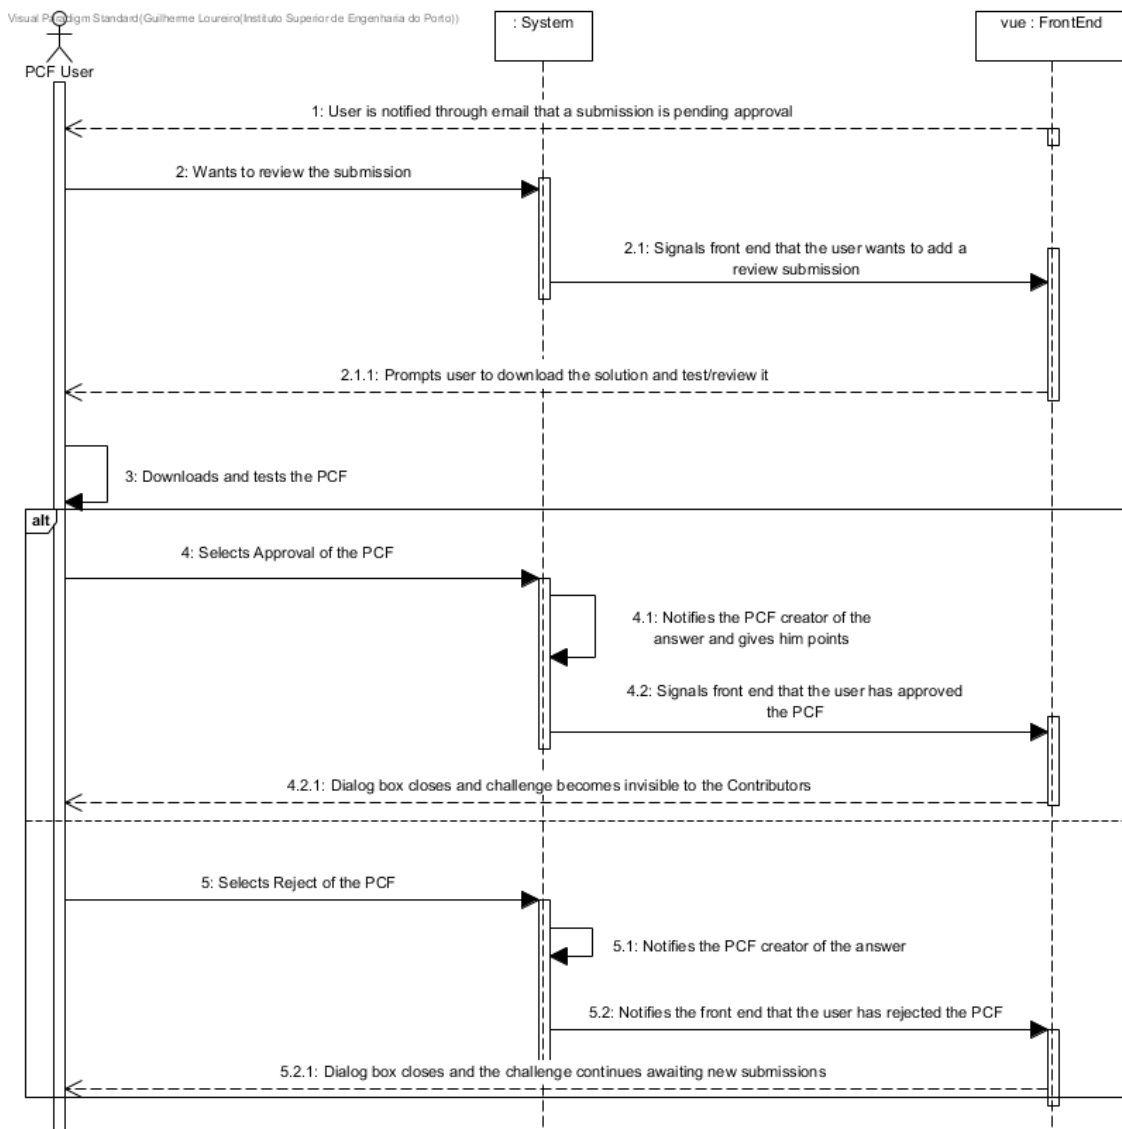 Visual Paradigm Standard(Guilherme Loureiro(Instituto Superior de Engenharia do Porto))
PCF User
: System
vue : FrontEnd
1: User is notified through email that a submission is pending approval
2: Wants to review the submission
2.1: Signals front end that the user wants to add a
review submission
2.1.1: Prompts user to download the solution and test/review it
3: Downloads and tests the PCF
alt
4: Selects Approval of the PCF
4.1: Notifies the PCF creator of the
answer and gives him points
4.2: Signals front end that the user has approved
the PCF
4.2.1: Dialog box closes and challenge becomes invisible to the Contributors
5: Selects Reject of the PCF
5.1: Notifies the PCF creator of the answer
5.2: Notifies the front end that the user has rejected the PCF
5.2.1: Dialog box closes and the challenge continues awaiting new submissions